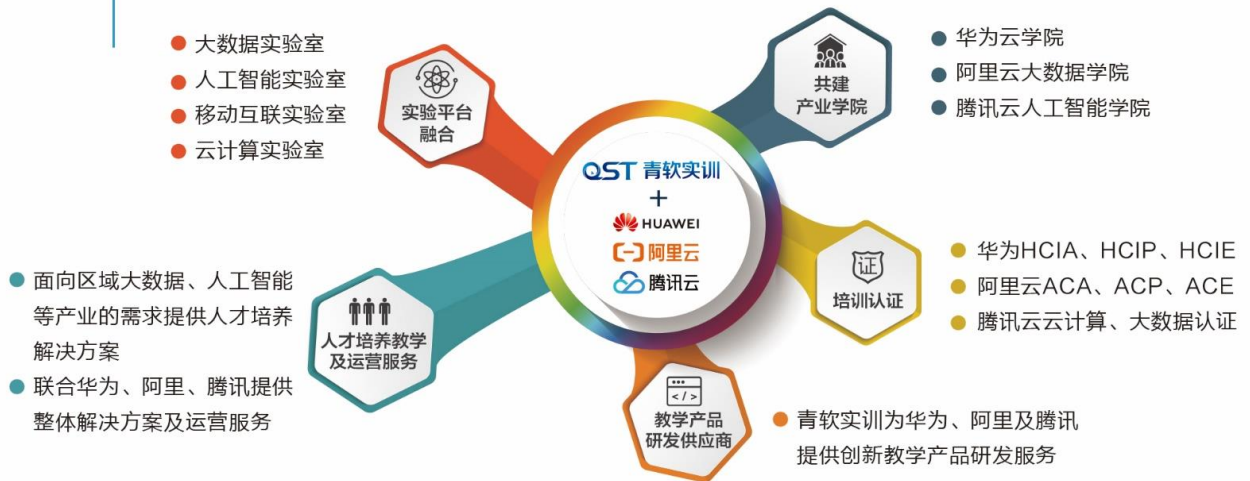 大数据实验室
人工智能实验室
移动互联实验室
云计算实验室
实验平台
融合
共建
产业学院
华为云学院
阿里云大数据学院
腾讯云人工智能学院
QST 青软实训
+
HUAWEI
阿里云
腾讯云
证
培训认证
华为HCIA、HCIP、HCIE
阿里云ACA、ACP、ACE
腾讯云云计算、大数据认证
面向区域大数据、人工智能
等产业的需求提供人才培养
解决方案
联合华为、阿里、腾讯提供
整体解决方案及运营服务
人才培养教学
及运营服务
</>
教学产品
研发供应商
青软实训为华为、阿里及腾讯
提供创新教学产品研发服务